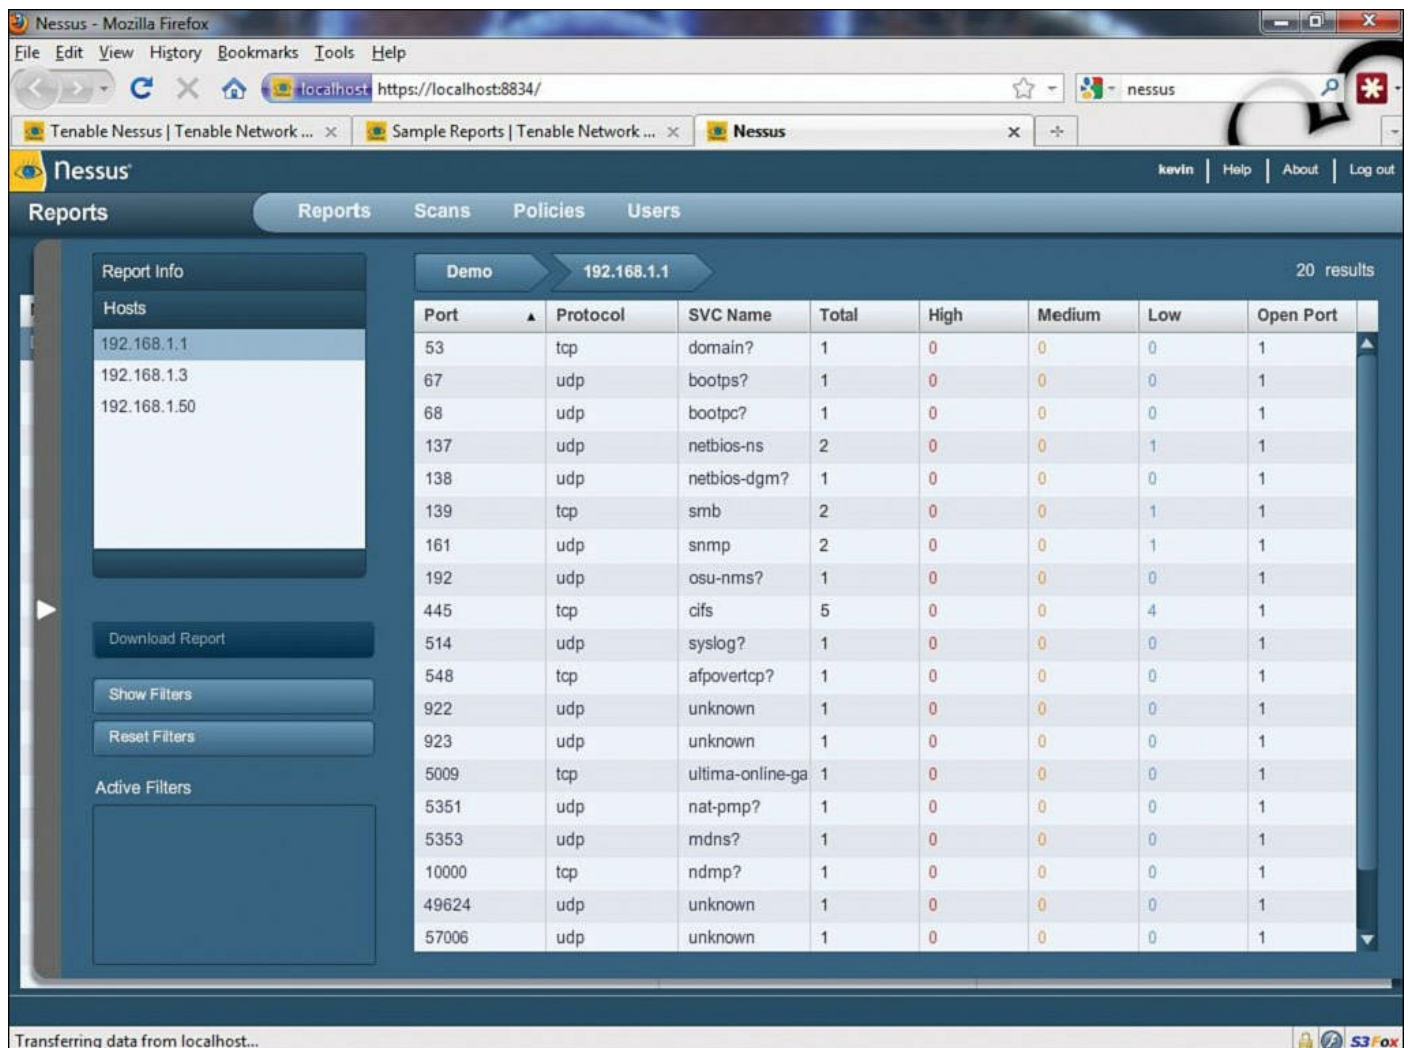 Nessus - Mozilla Firefox
File Edit View History Bookmarks Tools Help
localhost https://localhost:8834/ nessus
Tenable Nessus | Tenable Network ... Sample Reports | Tenable Network ... Nessus
nessus
kevin Help About Log out
Reports Reports Scans Policies Users
Report Info
Hosts
192.168.1.1
192.168.1.3
192.168.1.50
Download Report
Show Filters
Reset Filters
Active Filters
Demo 192.168.1.1 20 results
Port Protocol SVC Name Total High Medium Low Open Port
53 tcp domain? 1 0 0 0 1
67 udp bootps? 1 0 0 0 1
68 udp bootpc? 1 0 0 0 1
137 udp netbios-ns 2 0 0 1 1
138 udp netbios-dgm? 1 0 0 0 1
139 tcp smb 2 0 0 1 1
161 udp snmp 2 0 0 1 1
192 udp osu-nms? 1 0 0 0 1
445 tcp cifs 5 0 0 4 1
514 udp syslog? 1 0 0 0 1
548 tcp afpovertcp? 1 0 0 0 1
922 udp unknown 1 0 0 0 1
923 udp unknown 1 0 0 0 1
5009 tcp ultima-online-ga 1 0 0 0 1
5351 udp nat-pmp? 1 0 0 0 1
5353 udp mdns? 1 0 0 0 1
10000 tcp ndmp? 1 0 0 0 1
49624 udp unknown 1 0 0 0 1
57006 udp unknown 1 0 0 0 1
Transferring data from localhost... S3Fox